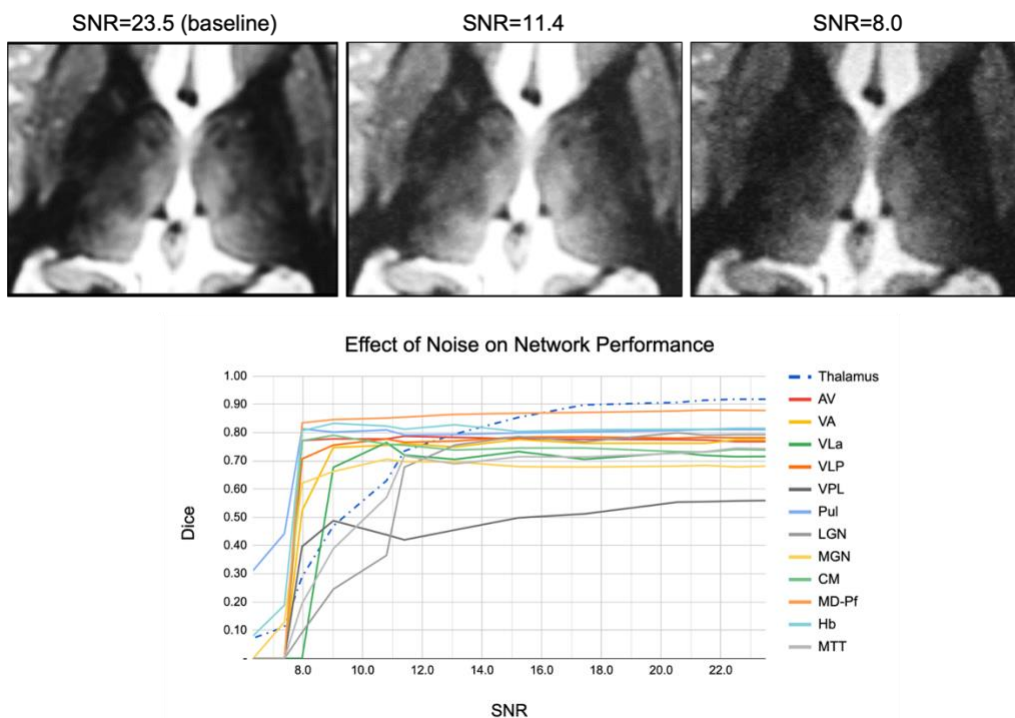 SNR=23.5 (baseline)
SNR=11.4
SNR=8.0
Effect of Noise on Network Performance
1.00
0.90
0.80
0.70
0.60
0.50
0.40
0.30
0.20
0.10
-
Dice
8.0
10.0
12.0
14.0
16.0
18.0
20.0
22.0
SNR
Thalamus
AV
VA
VLa
VLP
VPL
Pul
LGN
MGN
CM
MD-Pf
Hb
MTT